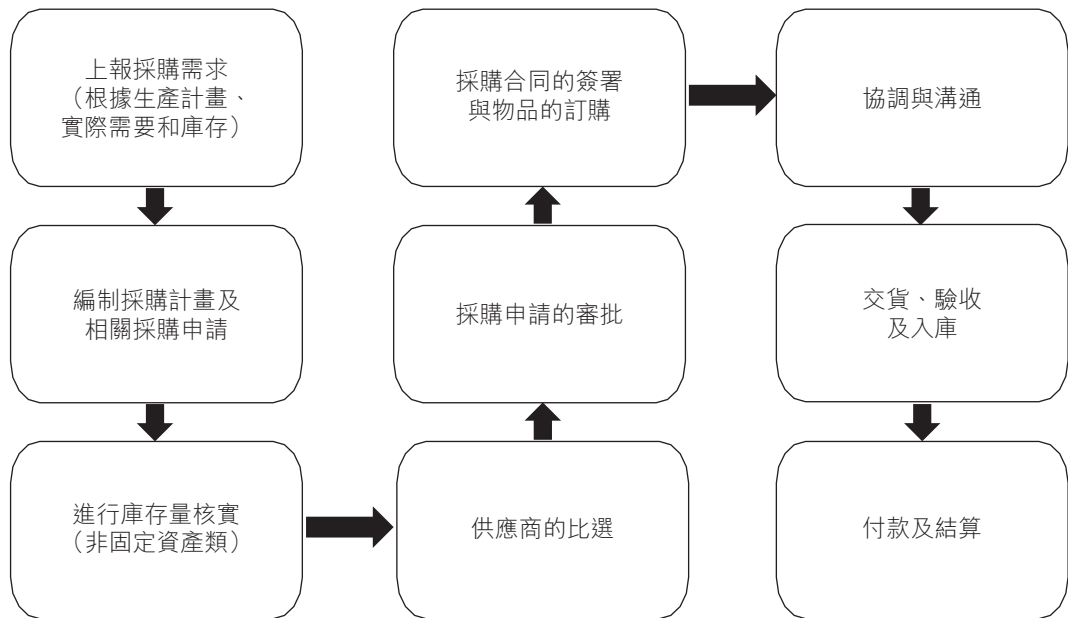 上報採購需求
（根據生產計畫、
實際需要和庫存）
編制採購計畫及
相關採購申請
進行庫存量核實
（非固定資產類）
供應商的比選
採購申請的審批
採購合同的簽署
與物品的訂購
協調與溝通
交貨、驗收
及入庫
付款及結算